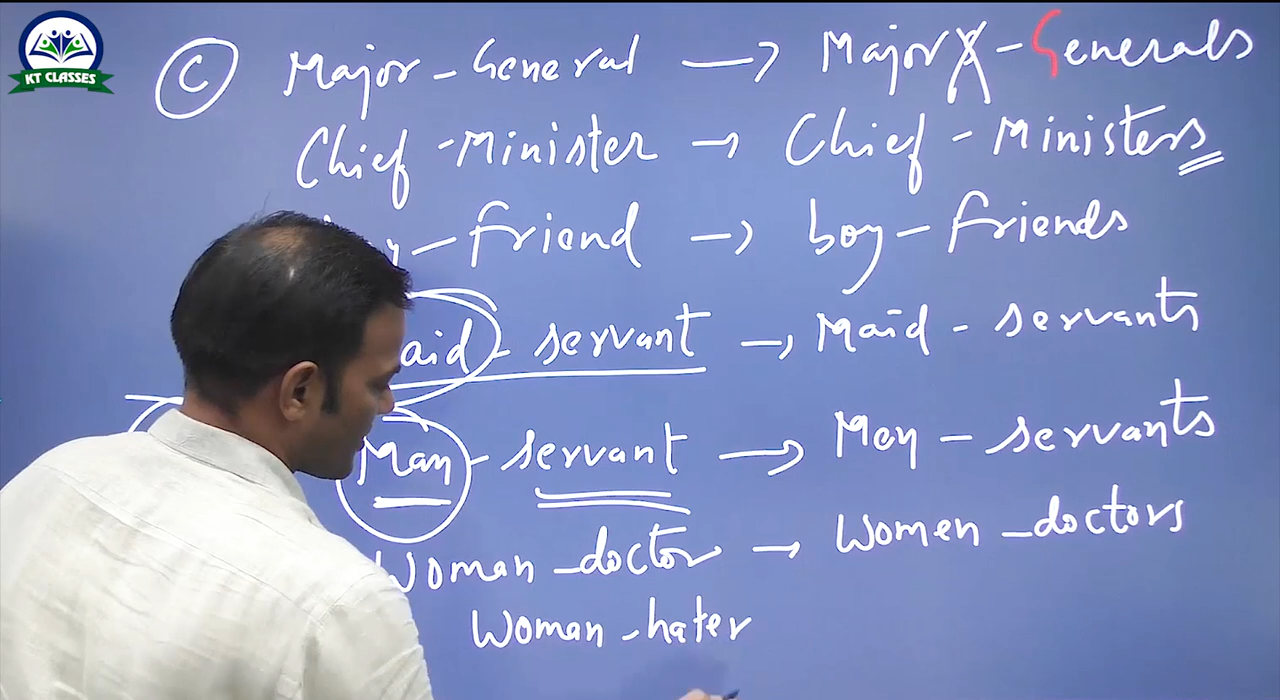 KT CLASSES
C Major-General → Major - Generals
Chief-Minister → Chief-Ministers
friend → boy-friends
aid-servant → Maid-servants
Man-servant → Men-servants
Woman-doctor → Women-doctors
Woman-hater